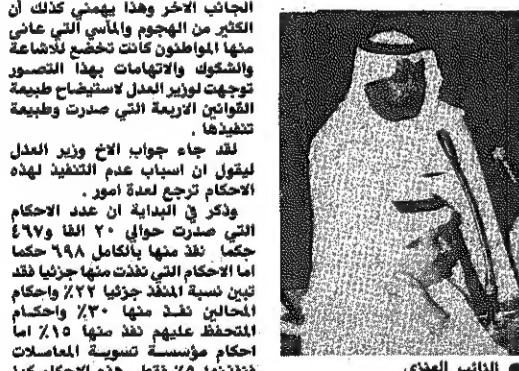 الجانب الآخر وهذا يهمني كذلك أن
الكثير من الهجوم والمآسي التي عانى
منها المواطنون كانت تخضع للاشاعة
والشكوك والاتهامات بهذا التصور
توجهت لوزير العدل لاستيضاح طبيعة
القوانين الاربعة التي صدرت وطبيعة
تنفيذها .
لقد جاء جواب الاخ وزير العدل
ليقول ان اسباب عدم التنفيذ لهذه
الاحكام ترجع لعدة امور .
وذكر في البداية ان عدد الاحكام
التي صدرت حوالي ٢٠ الفا و٤٦٧
حكما نفذ منها بالكامل ٦٩٨ حكما
اما الاحكام التي نفذت منها جزئيا فقد
تبين نسبة المنفذ جزئيا ٢٢٪ واحكام
المحالين نفذ منها ٣٠٪ واحكام
المتحفظ عليهم نفذ منها ١٥٪ اما
احكام مؤسسة تسوية المعاملات
● النائب العنزي